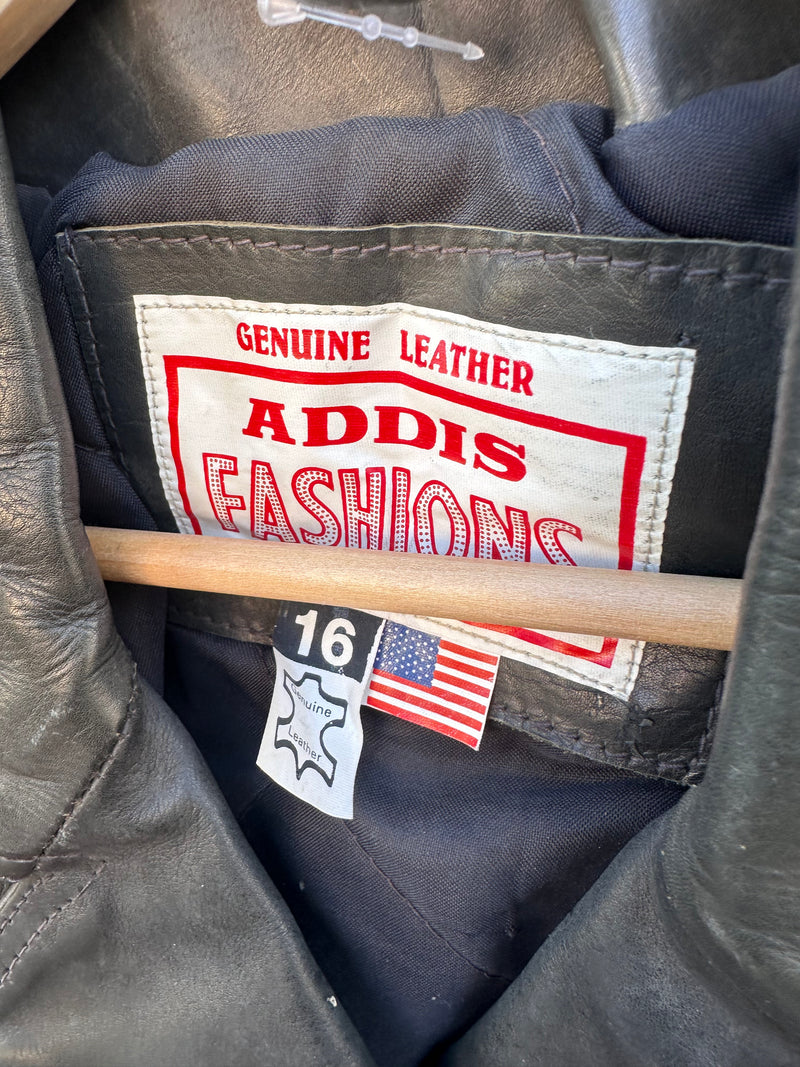 GENUINE LEATHER
ADDIS
FASHIONS
16
Genuine
Leather